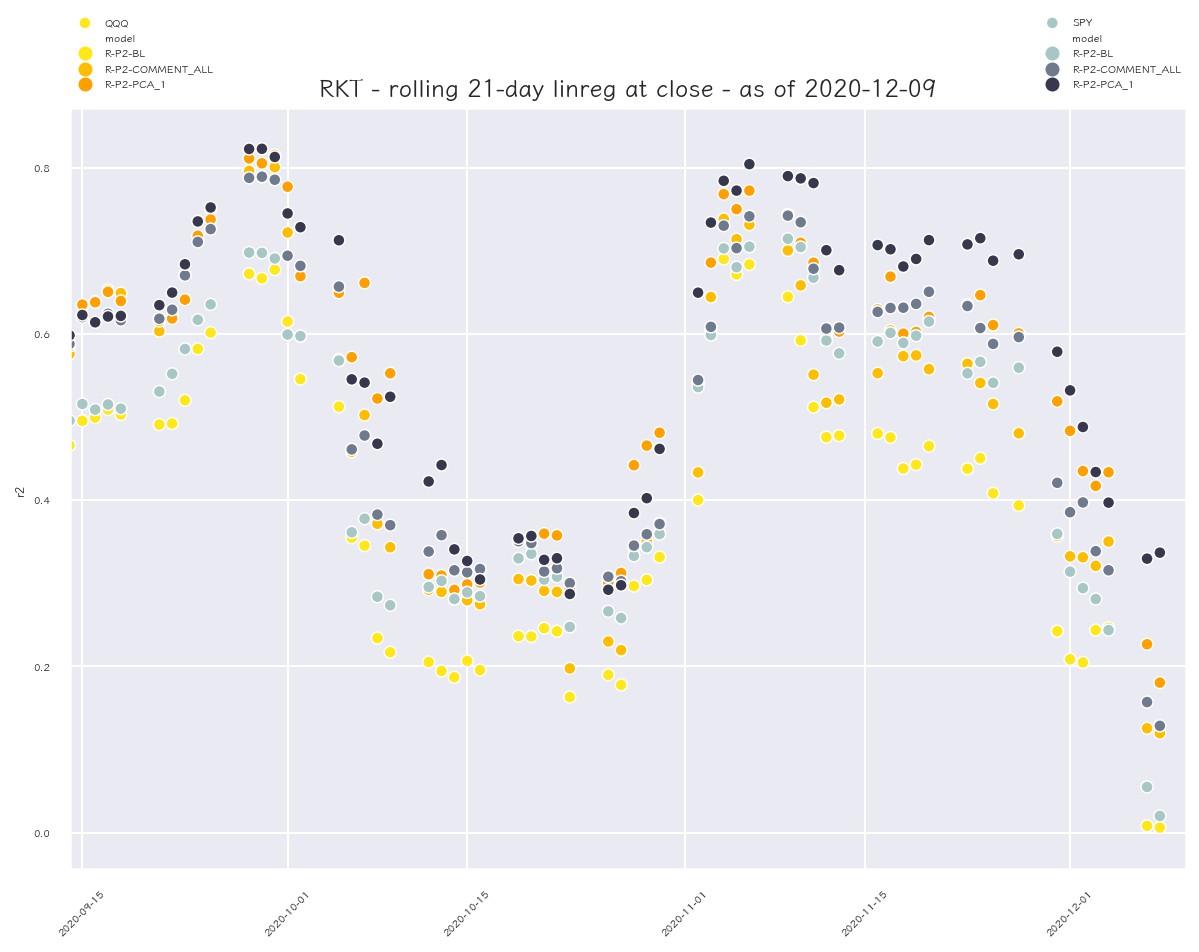 QQQ
model
R-P2-BL
R-P2-COMMENT_ALL
R-P2-PCA_1
SPY
model
R-P2-BL
R-P2-COMMENT_ALL
R-P2-PCA_1
RKT - rolling 21-day linreg at close - as of 2020-12-09
0.8
0.6
r2
0.4
0.2
0.0
2020-09-15
2020-10-01
2020-10-15
2020-11-01
2020-11-15
2020-12-01